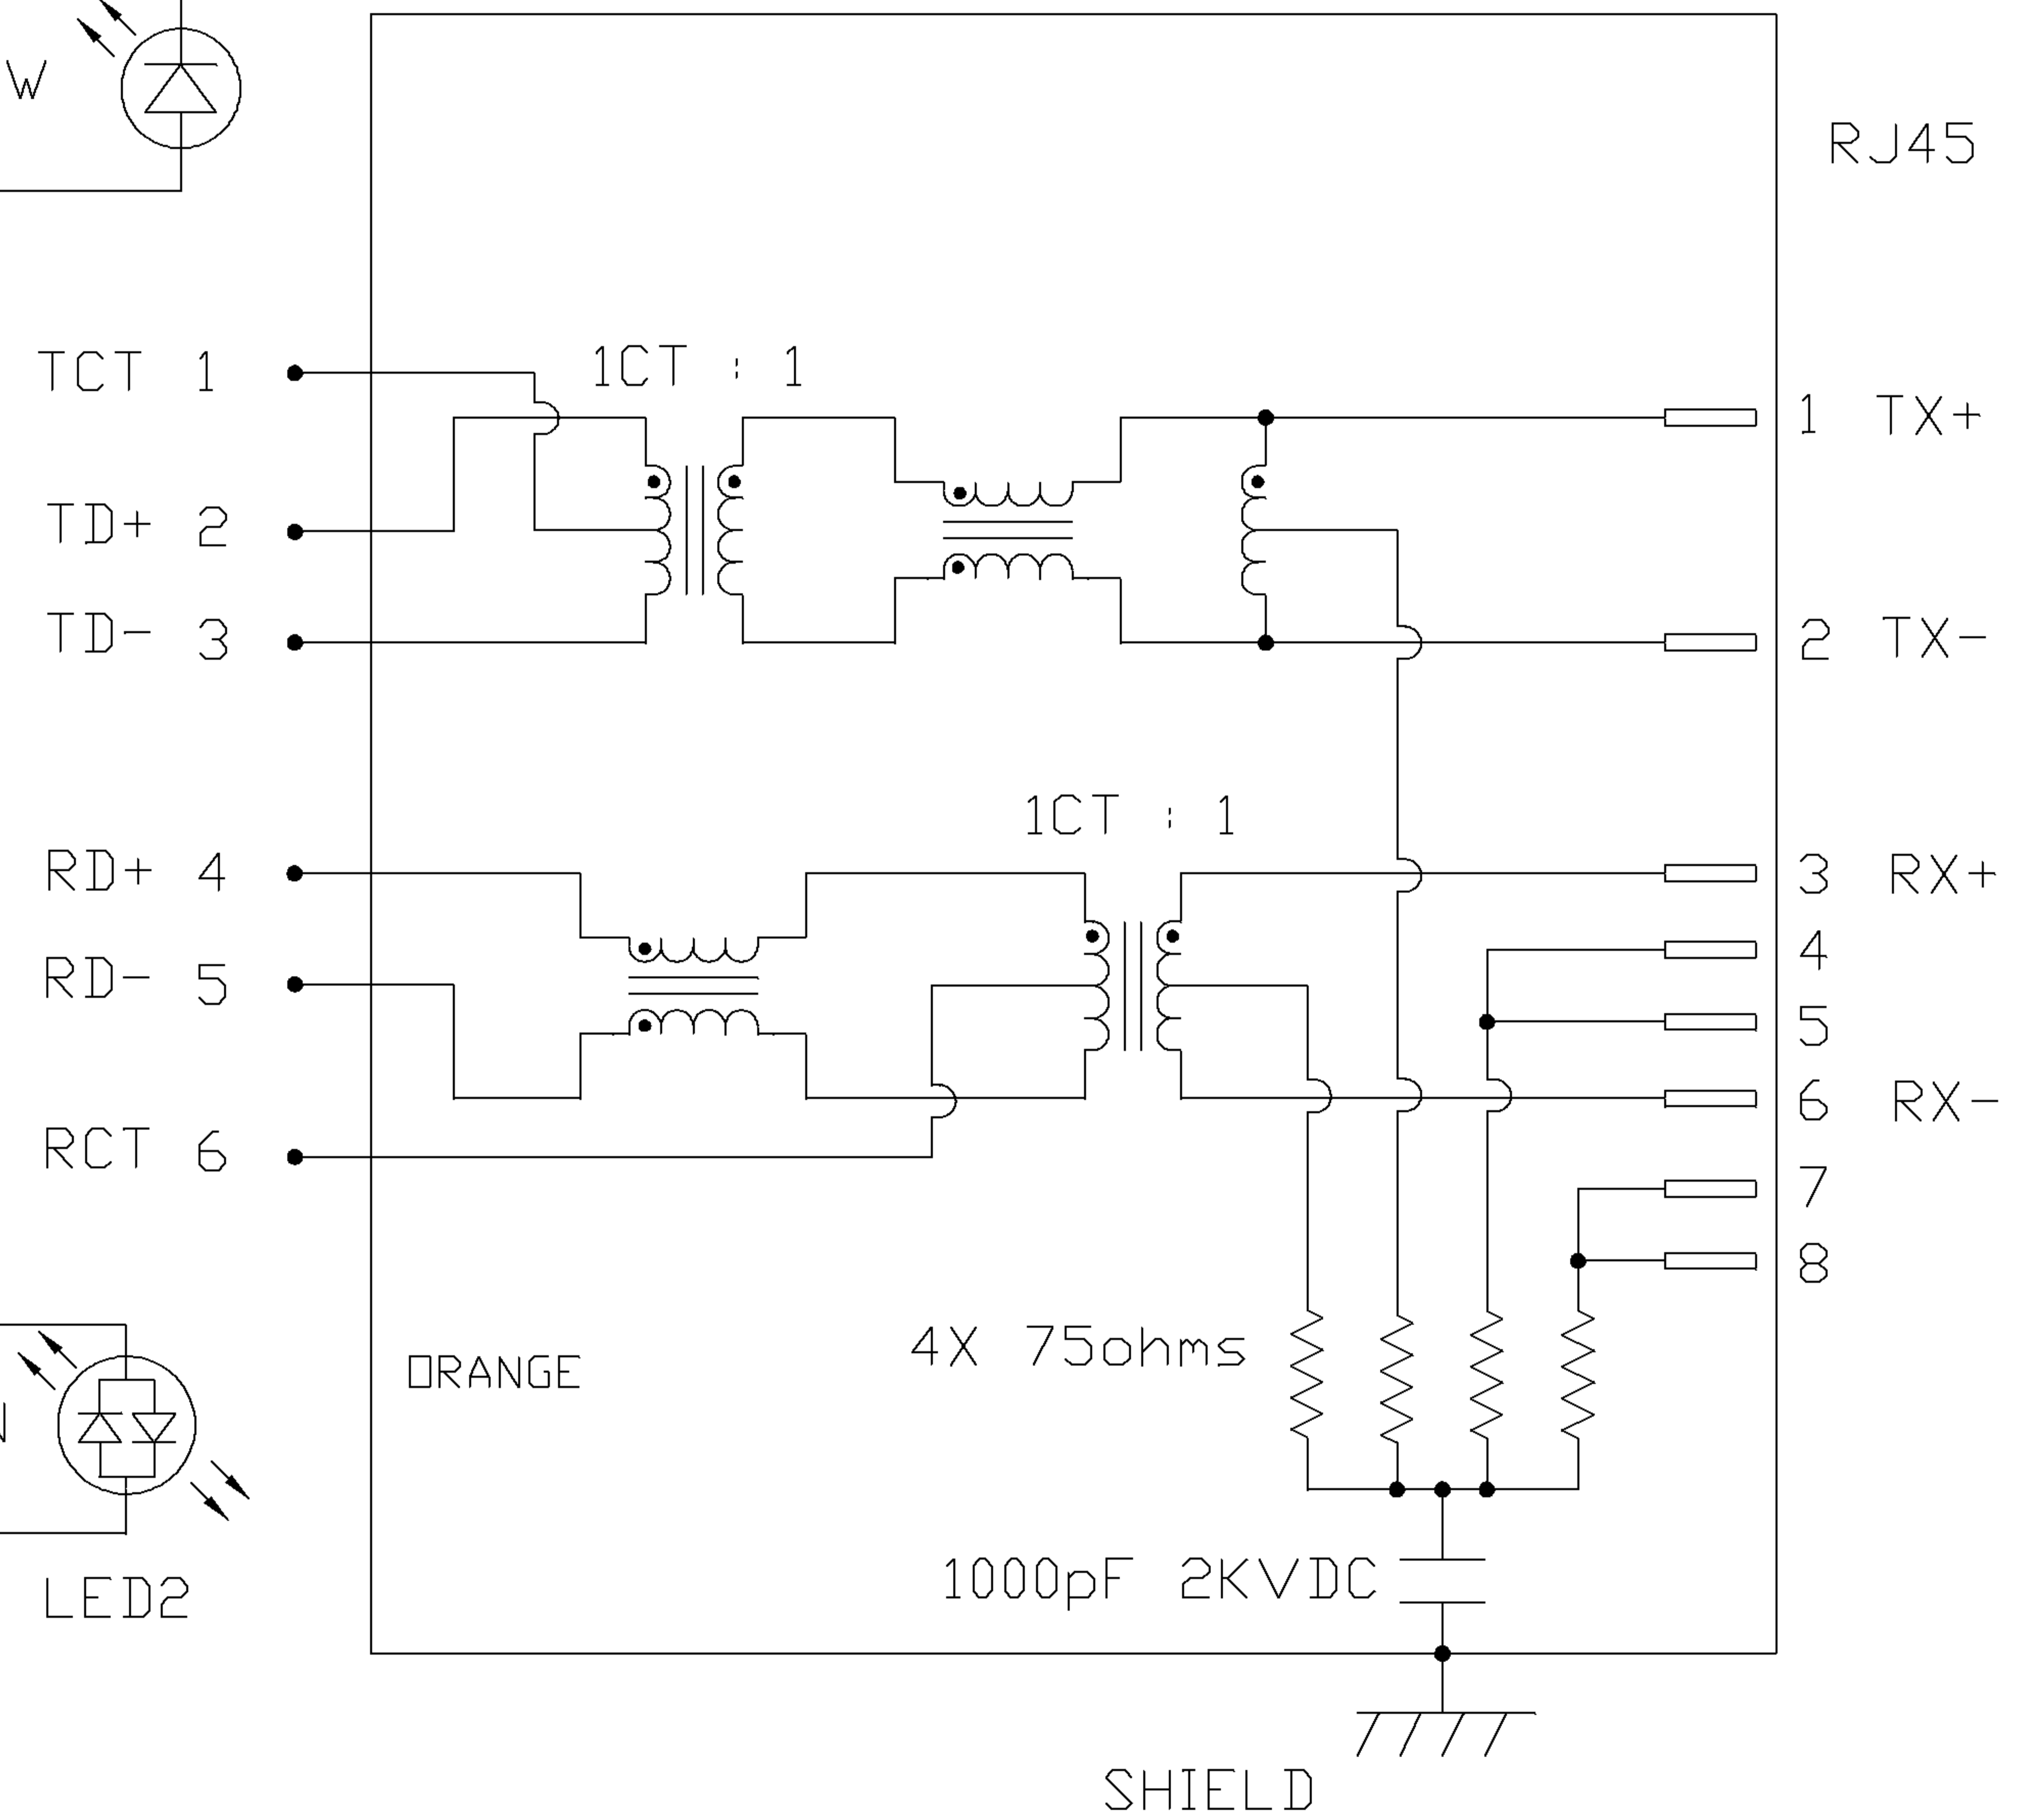 W
RJ45
1CT : 1
TCT 1
1 TX+
TD+ 2
TD- 3
2 TX-
1CT : 1
RD+ 4
3 RX+
4
RD- 5
5
6 RX-
RCT 6
7
8
4X 75ohms
ORANGE
1000pF 2KVDC
LED2
SHIELD